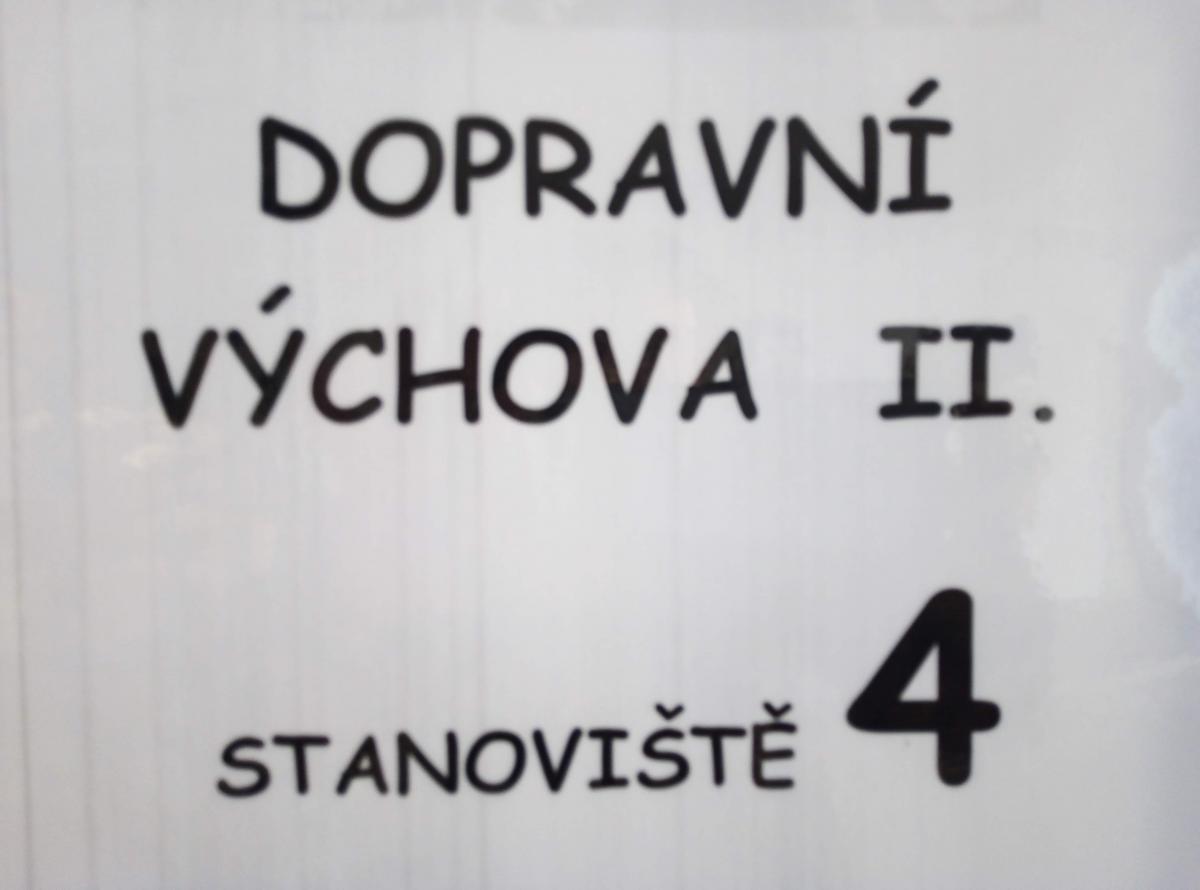 DOPRAVNÍ
VÝCHOVA II.
STANOVIŠTĚ 4